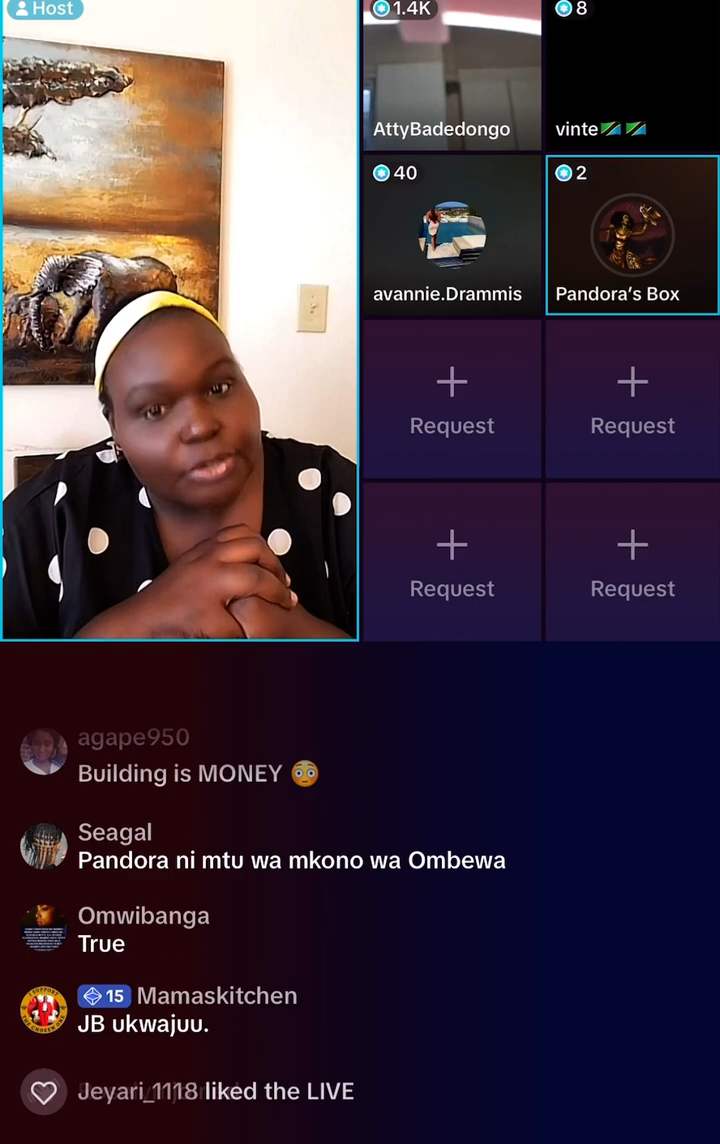 Host
1.4K
8
AttyBadedongo
vinte🇹🇿🇹🇿
40
2
avannie.Drammis
Pandora's Box
+
+
Request
Request
+
+
Request
Request
agape950
Building is MONEY 😳
Seagal
Pandora ni mtu wa mkono wa Ombewa
Omwibanga
True
15 Mamaskitchen
JB ukwajuu.
Jeyari_1118 liked the LIVE